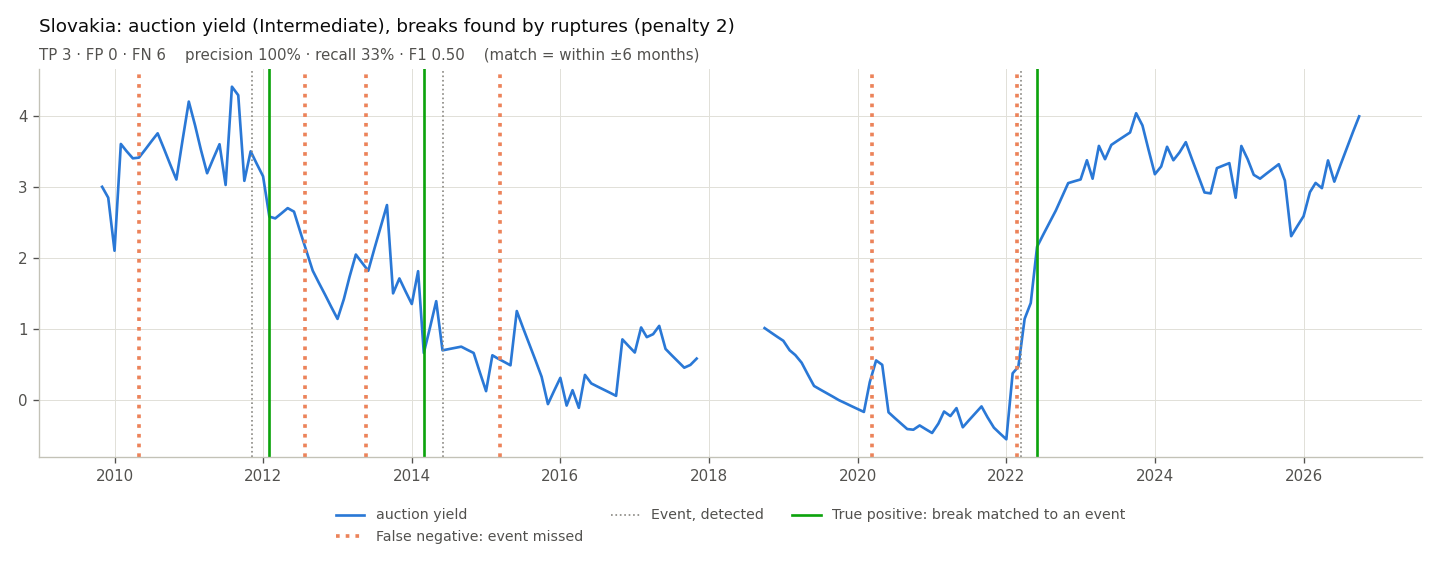 Slovakia: auction yield (Intermediate), breaks found by ruptures (penalty 2)
TP 3 · FP 0 · FN 6    precision 100% · recall 33% · F1 0.50    (match = within ±6 months)
4
3
2
1
0
2010 2012 2014 2016 2018 2020 2022 2024 2026
auction yield    Event, detected    True positive: break matched to an event
False negative: event missed